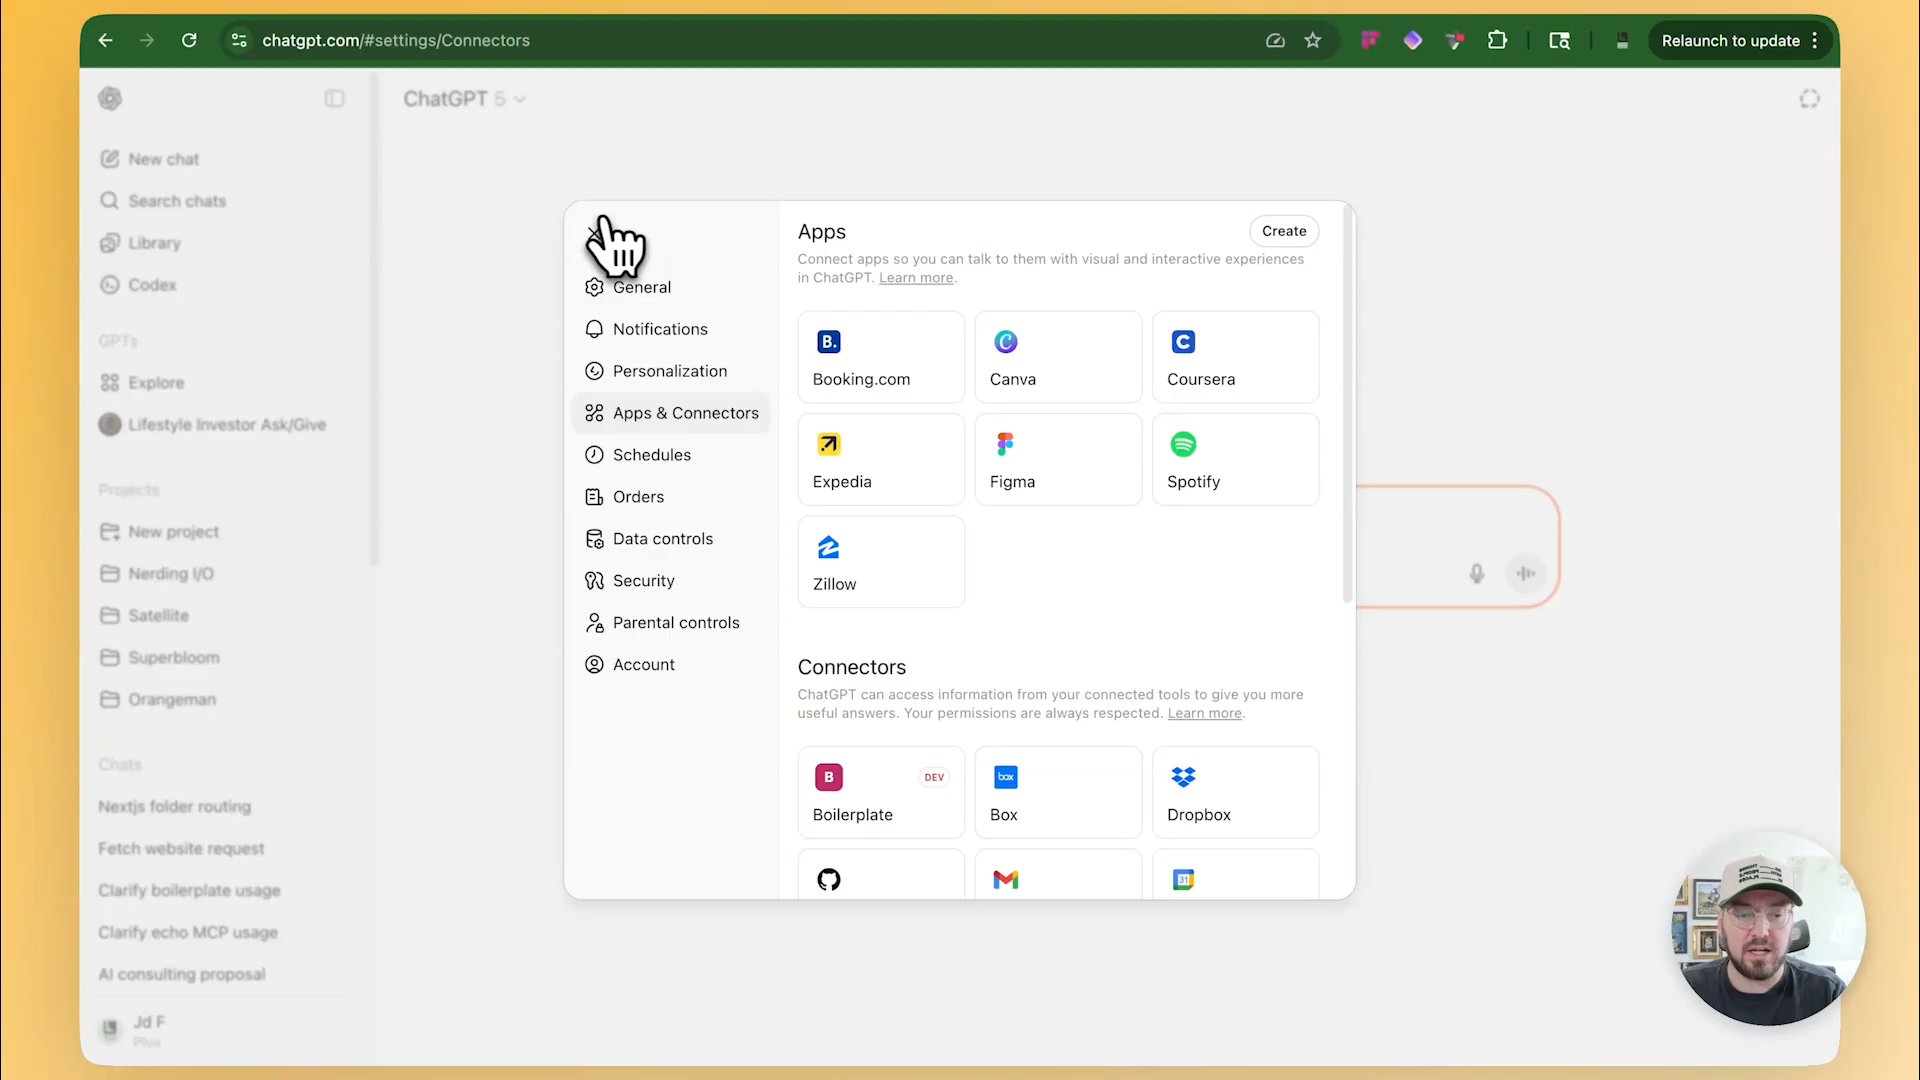 chatgpt.com/#settings/Connectors
Relaunch to update
ChatGPT 5
New chat
Search chats
Library
Codex
GPTs
Explore
Lifestyle Investor Ask/Give
Projects
New project
Nerding I/O
Satellite
Superbloom
Orangeman
Chats
Nextjs folder routing
Fetch website request
Clarify boilerplate usage
Clarify echo MCP usage
AI consulting proposal
Jd F
Plus
General
Notifications
Personalization
Apps & Connectors
Schedules
Orders
Data controls
Security
Parental controls
Account
Apps
Create
Connect apps so you can talk to them with visual and interactive experiences
in ChatGPT. Learn more.
B.
Booking.com
Canva
Coursera
Expedia
Figma
Spotify
Zillow
Connectors
ChatGPT can access information from your connected tools to give you more
useful answers. Your permissions are always respected. Learn more.
B
DEV
Boilerplate
box
Box
Dropbox
31